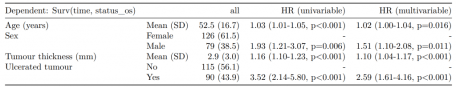 Dependent: Surv(time, status_os) all HR (univariable) HR (multivariable)
Age (years) Mean (SD) 52.5 (16.7) 1.03 (1.01-1.05, p<0.001) 1.02 (1.00-1.04, p=0.016)
Sex Female 126 (61.5) - -
Male 79 (38.5) 1.93 (1.21-3.07, p=0.006) 1.51 (1.10-2.08, p=0.011)
Tumour thickness (mm) Mean (SD) 2.9 (3.0) 1.16 (1.10-1.23, p<0.001) 1.10 (1.04-1.17, p<0.001)
Ulcerated tumour No 115 (56.1) - -
Yes 90 (43.9) 3.52 (2.14-5.80, p<0.001) 2.59 (1.61-4.16, p<0.001)